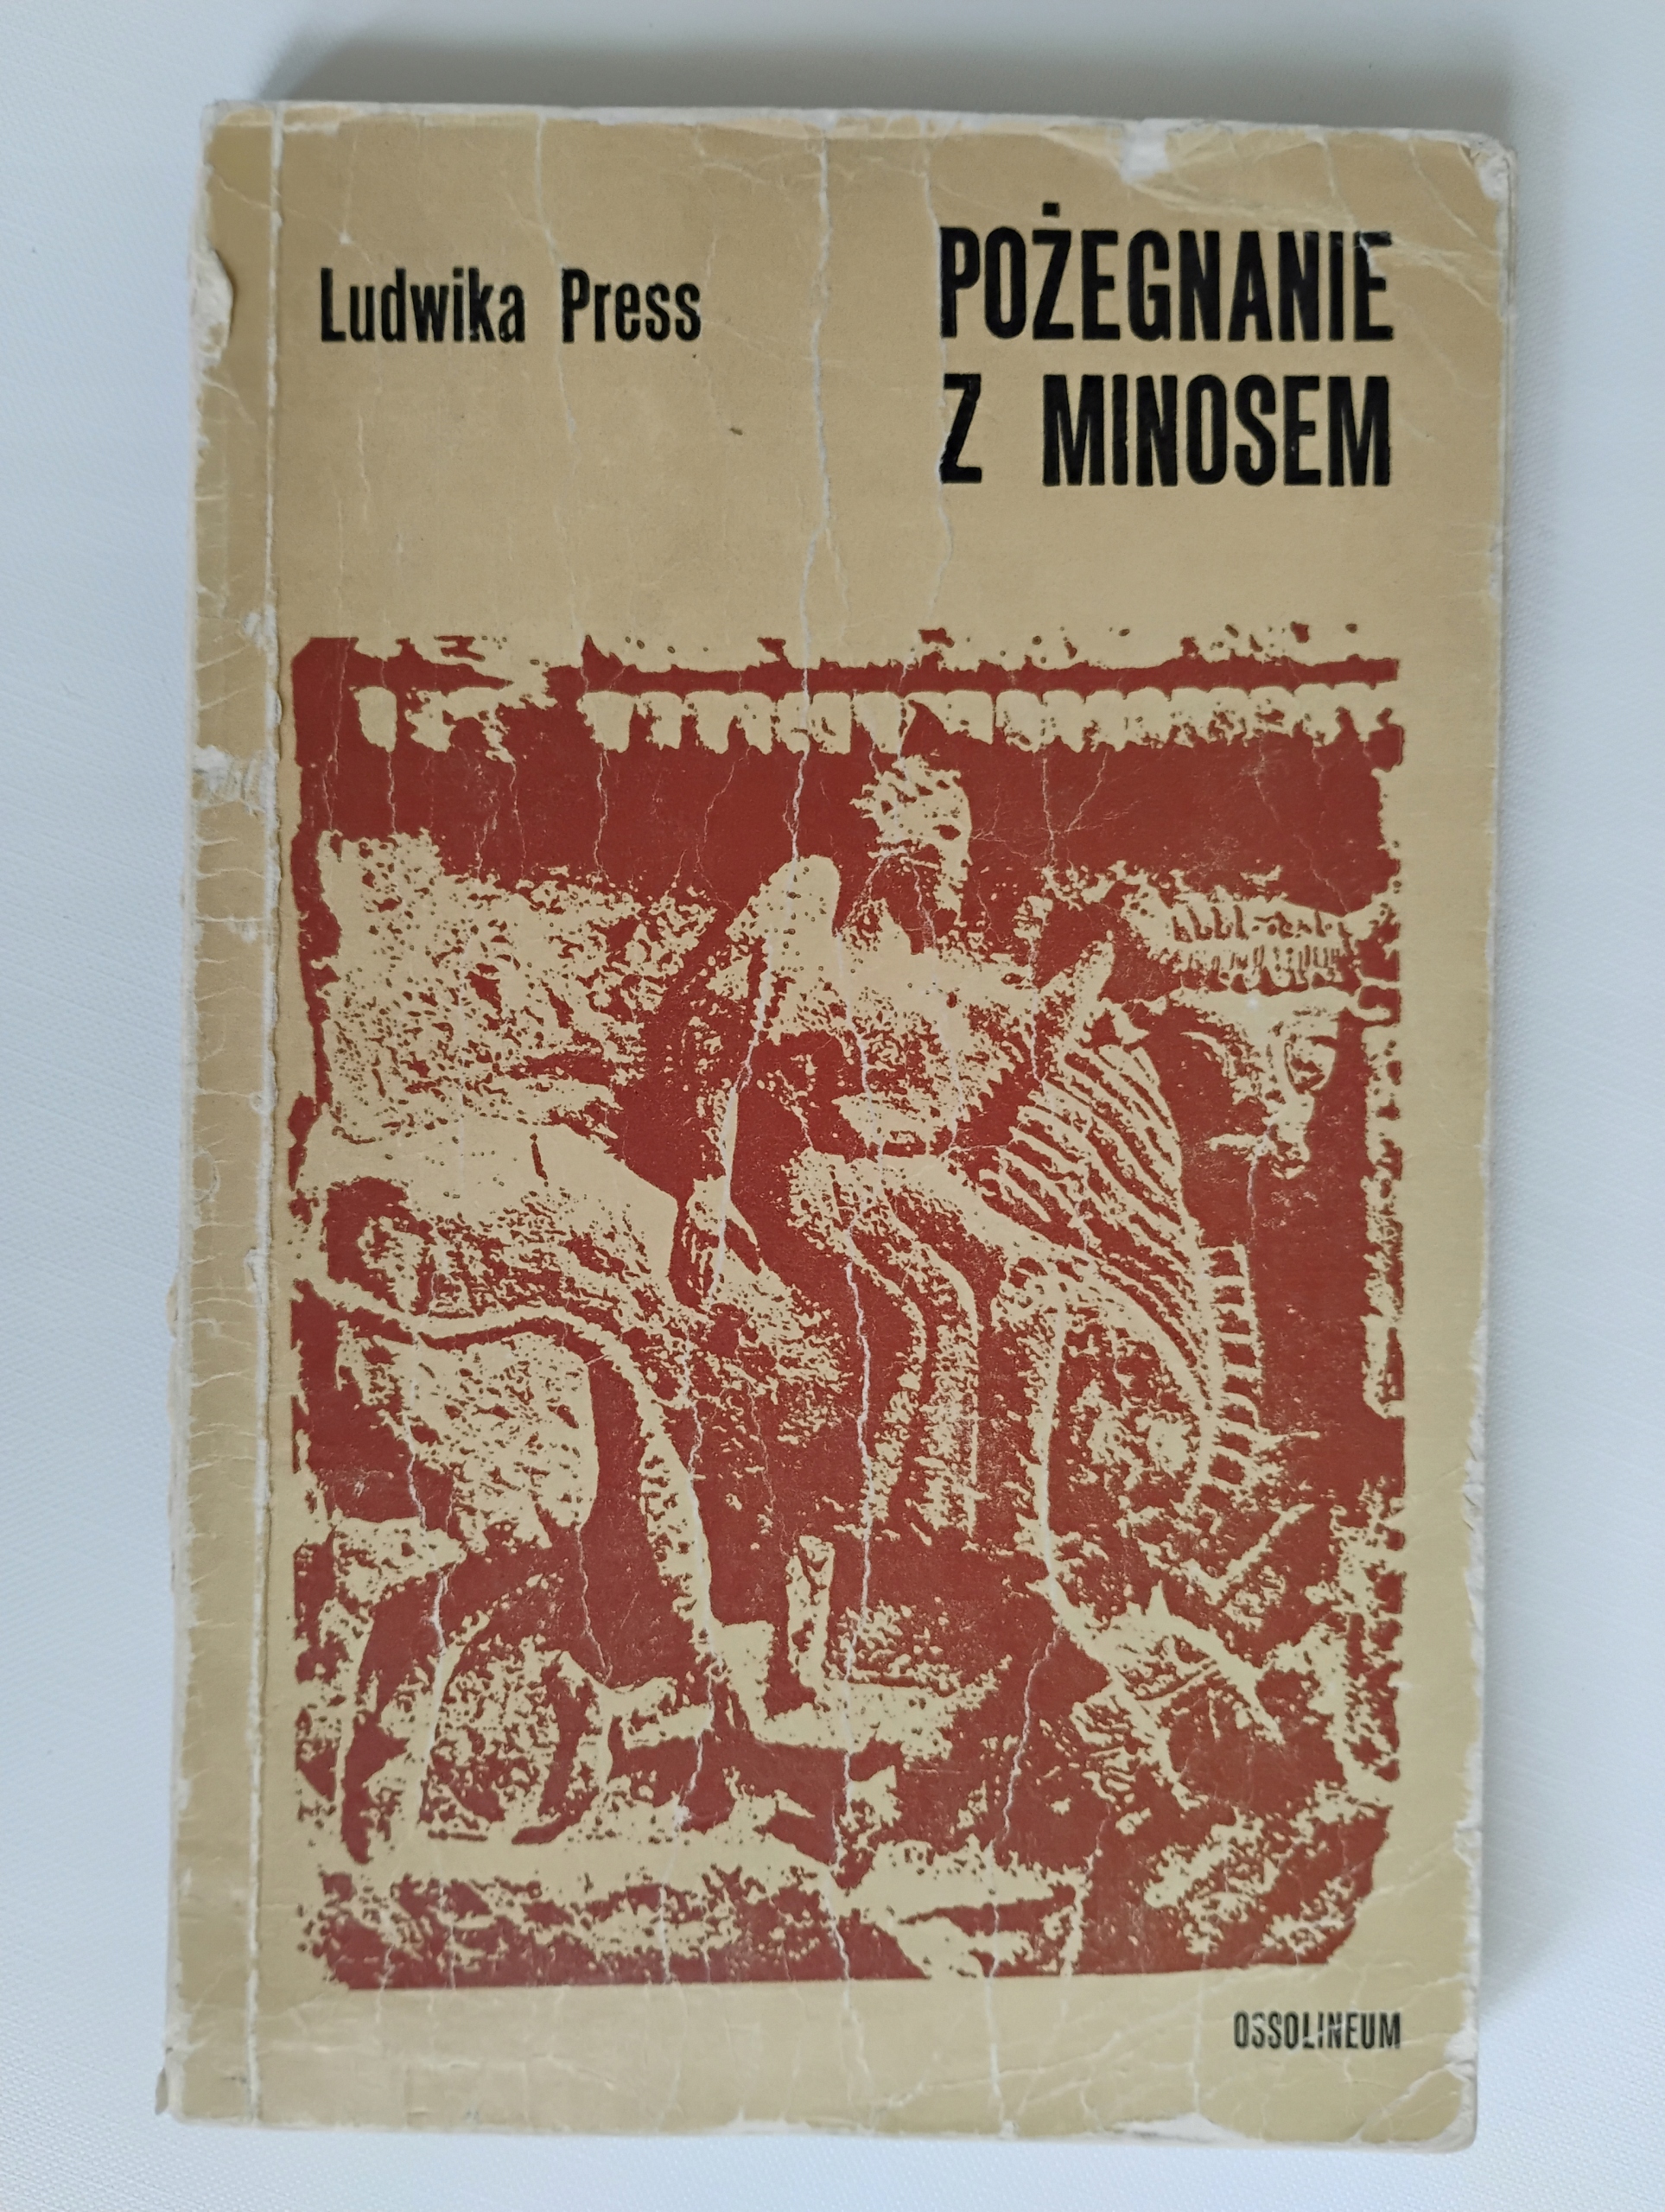 Ludwika Press
POŻEGNANIE
Z MINOSEM
OSSOLINEUM